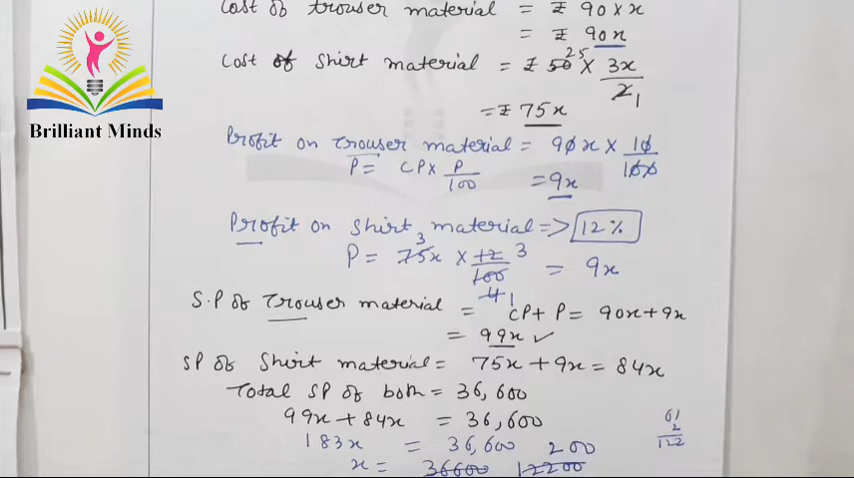 Cost of trouser material = ₹ 90 × x
= ₹ 90x
Cost of shirt material = ₹ 50 25 × 3x/2 1
= ₹ 75x
Brilliant Minds
Profit on trouser material = 90x × 10/100
P = CP × P/100 = 9x
Profit on shirt material => 12%
P = 75x 3 × 12/100 3 4 1 = 9x
S.P of Trouser material = CP + P = 90x + 9x
= 99x ✓
SP of Shirt material = 75x + 9x = 84x
Total SP of both = 36,600
99x + 84x = 36,600
61
2
122
183x = 36,600 200
x = 36600 12200